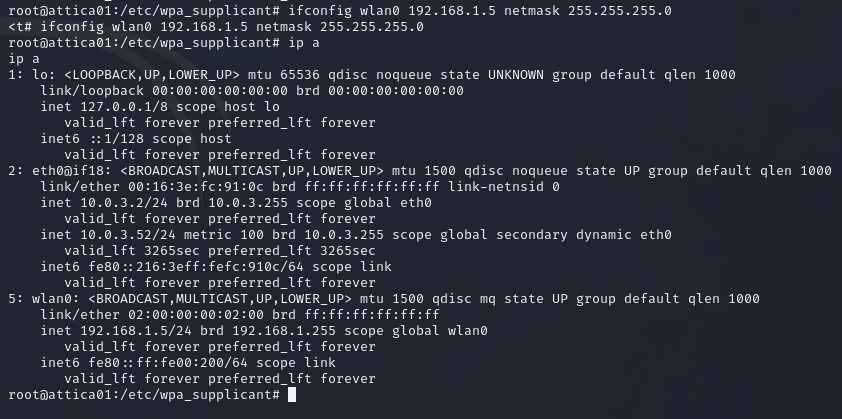 root@attica01:/etc/wpa_supplicant# ifconfig wlan0 192.168.1.5 netmask 255.255.255.0
<t# ifconfig wlan0 192.168.1.5 netmask 255.255.255.0
root@attica01:/etc/wpa_supplicant# ip a
ip a
1: lo: <LOOPBACK,UP,LOWER_UP> mtu 65536 qdisc noqueue state UNKNOWN group default qlen 1000
    link/loopback 00:00:00:00:00:00 brd 00:00:00:00:00:00
    inet 127.0.0.1/8 scope host lo
       valid_lft forever preferred_lft forever
    inet6 ::1/128 scope host
       valid_lft forever preferred_lft forever
2: eth0@if18: <BROADCAST,MULTICAST,UP,LOWER_UP> mtu 1500 qdisc noqueue state UP group default qlen 1000
    link/ether 00:16:3e:fc:91:0c brd ff:ff:ff:ff:ff:ff link-netnsid 0
    inet 10.0.3.2/24 brd 10.0.3.255 scope global eth0
       valid_lft forever preferred_lft forever
    inet 10.0.3.52/24 metric 100 brd 10.0.3.255 scope global secondary dynamic eth0
       valid_lft 3265sec preferred_lft 3265sec
    inet6 fe80::216:3eff:fefc:910c/64 scope link
       valid_lft forever preferred_lft forever
5: wlan0: <BROADCAST,MULTICAST,UP,LOWER_UP> mtu 1500 qdisc mq state UP group default qlen 1000
    link/ether 02:00:00:00:02:00 brd ff:ff:ff:ff:ff:ff
    inet 192.168.1.5/24 brd 192.168.1.255 scope global wlan0
       valid_lft forever preferred_lft forever
    inet6 fe80::ff:fe00:200/64 scope link
       valid_lft forever preferred_lft forever
root@attica01:/etc/wpa_supplicant#